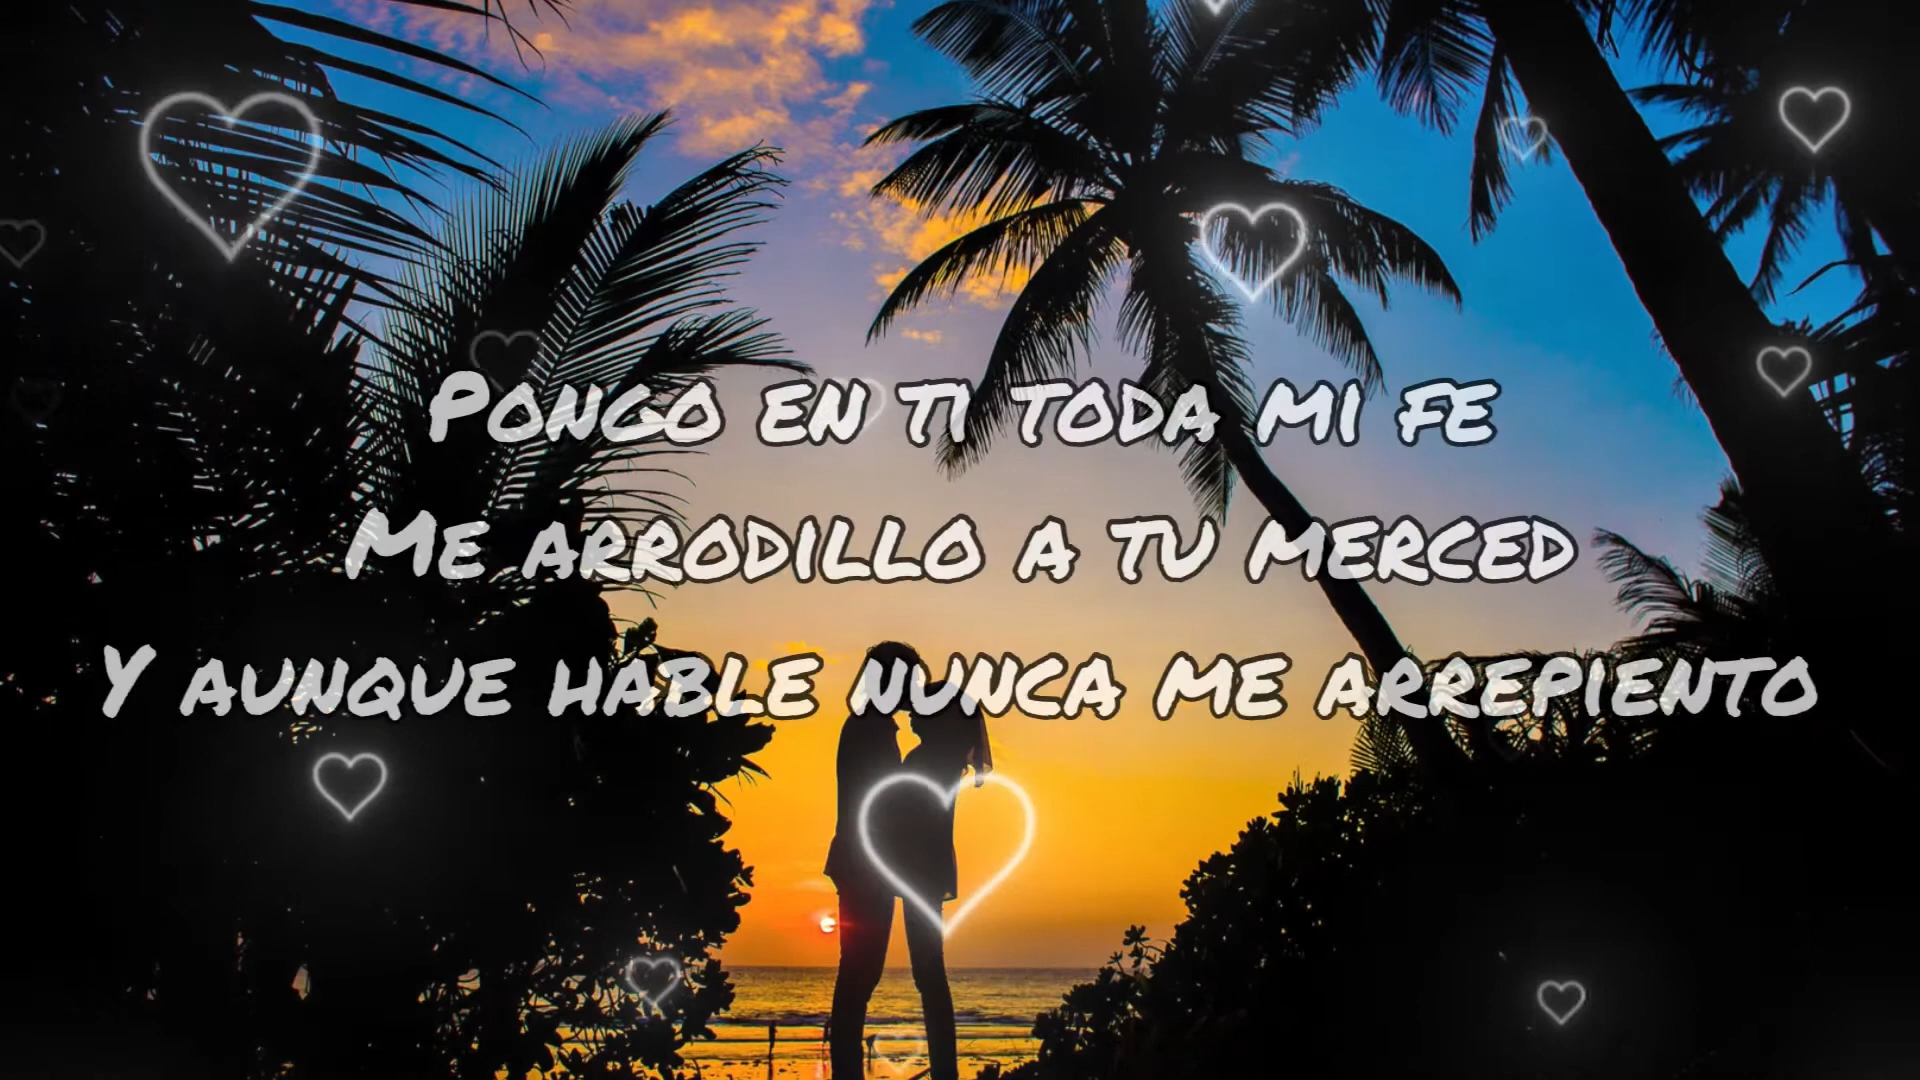 Pongo en ti toda mi fe
Me arrodillo a tu merced
Y aunque hable nunca me arrepiento